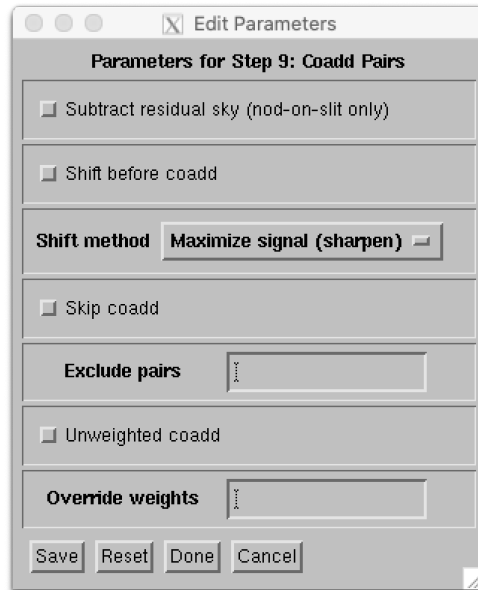 Edit Parameters
Parameters for Step 9: Coadd Pairs
Subtract residual sky (nod-on-slit only)
Shift before coadd
Shift method Maximize signal (sharpen)
Skip coadd
Exclude pairs
Unweighted coadd
Override weights
Save Reset Done Cancel